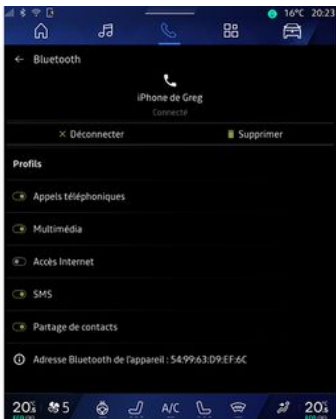 16°C 20:23
← Bluetooth
iPhone de Greg
Connecté
× Déconnecter
Supprimer
Profils
Appels téléphoniques
Multimédia
Accès Internet
SMS
Partage de contacts
Adresse Bluetooth de l'appareil : 54:99:63:D9:EF:6C
20 5 A/C 20